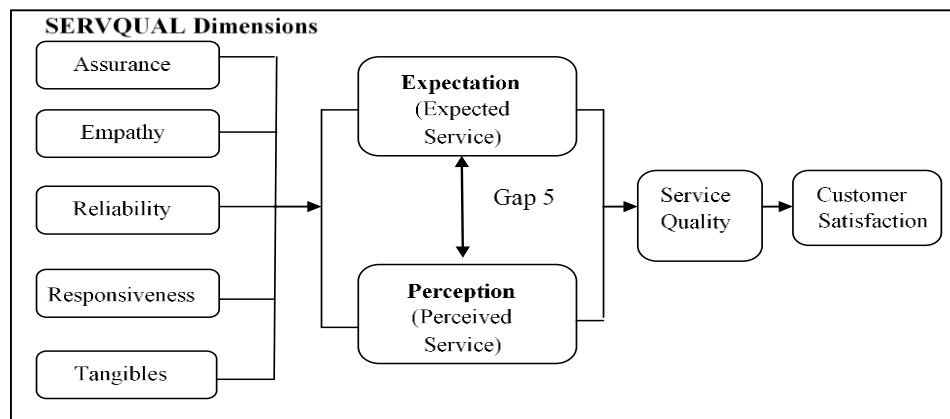 SERVQUAL Dimensions
Assurance
Empathy
Reliability
Responsiveness
Tangibles
Expectation
(Expected
Service)
Gap 5
Perception
(Perceived
Service)
Service
Quality
Customer
Satisfaction